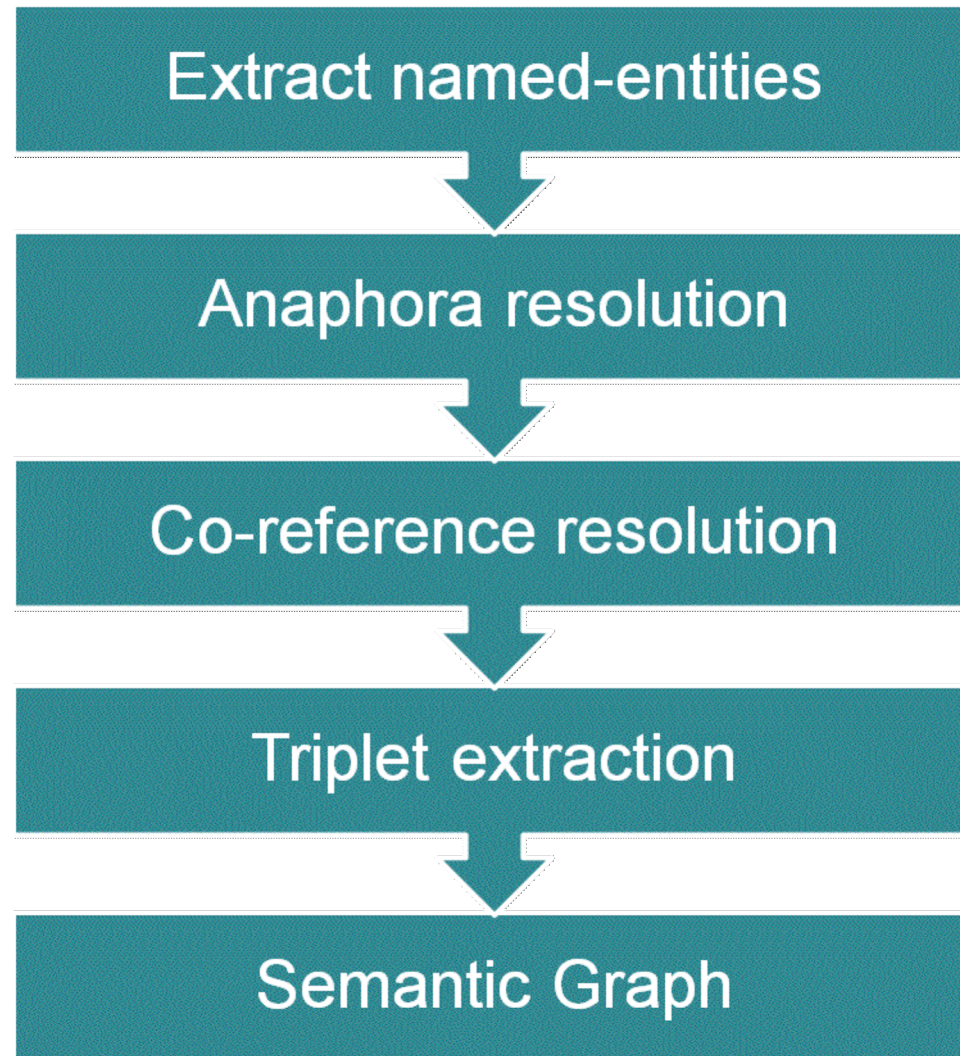 Extract named-entities
Anaphora resolution
Co-reference resolution
Triplet extraction
Semantic Graph